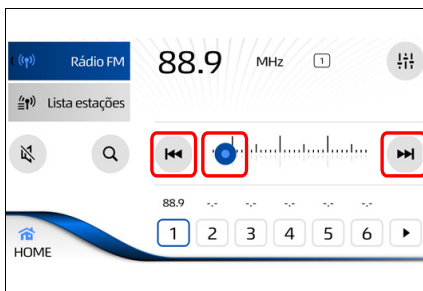 Rádio FM
88.9 MHz 1
Lista estações
88.9 -.- -.- -.- -.- -.-
1 2 3 4 5 6
HOME